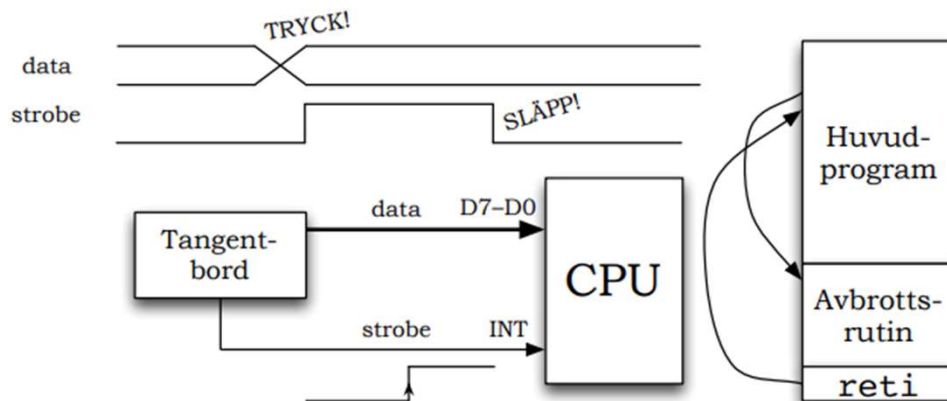 TRYCK!
data
strobe
SLÄPP!
data D7–D0
Tangent-
bord
CPU
strobe INT
Huvud-
program
Avbrotts-
rutin
reti